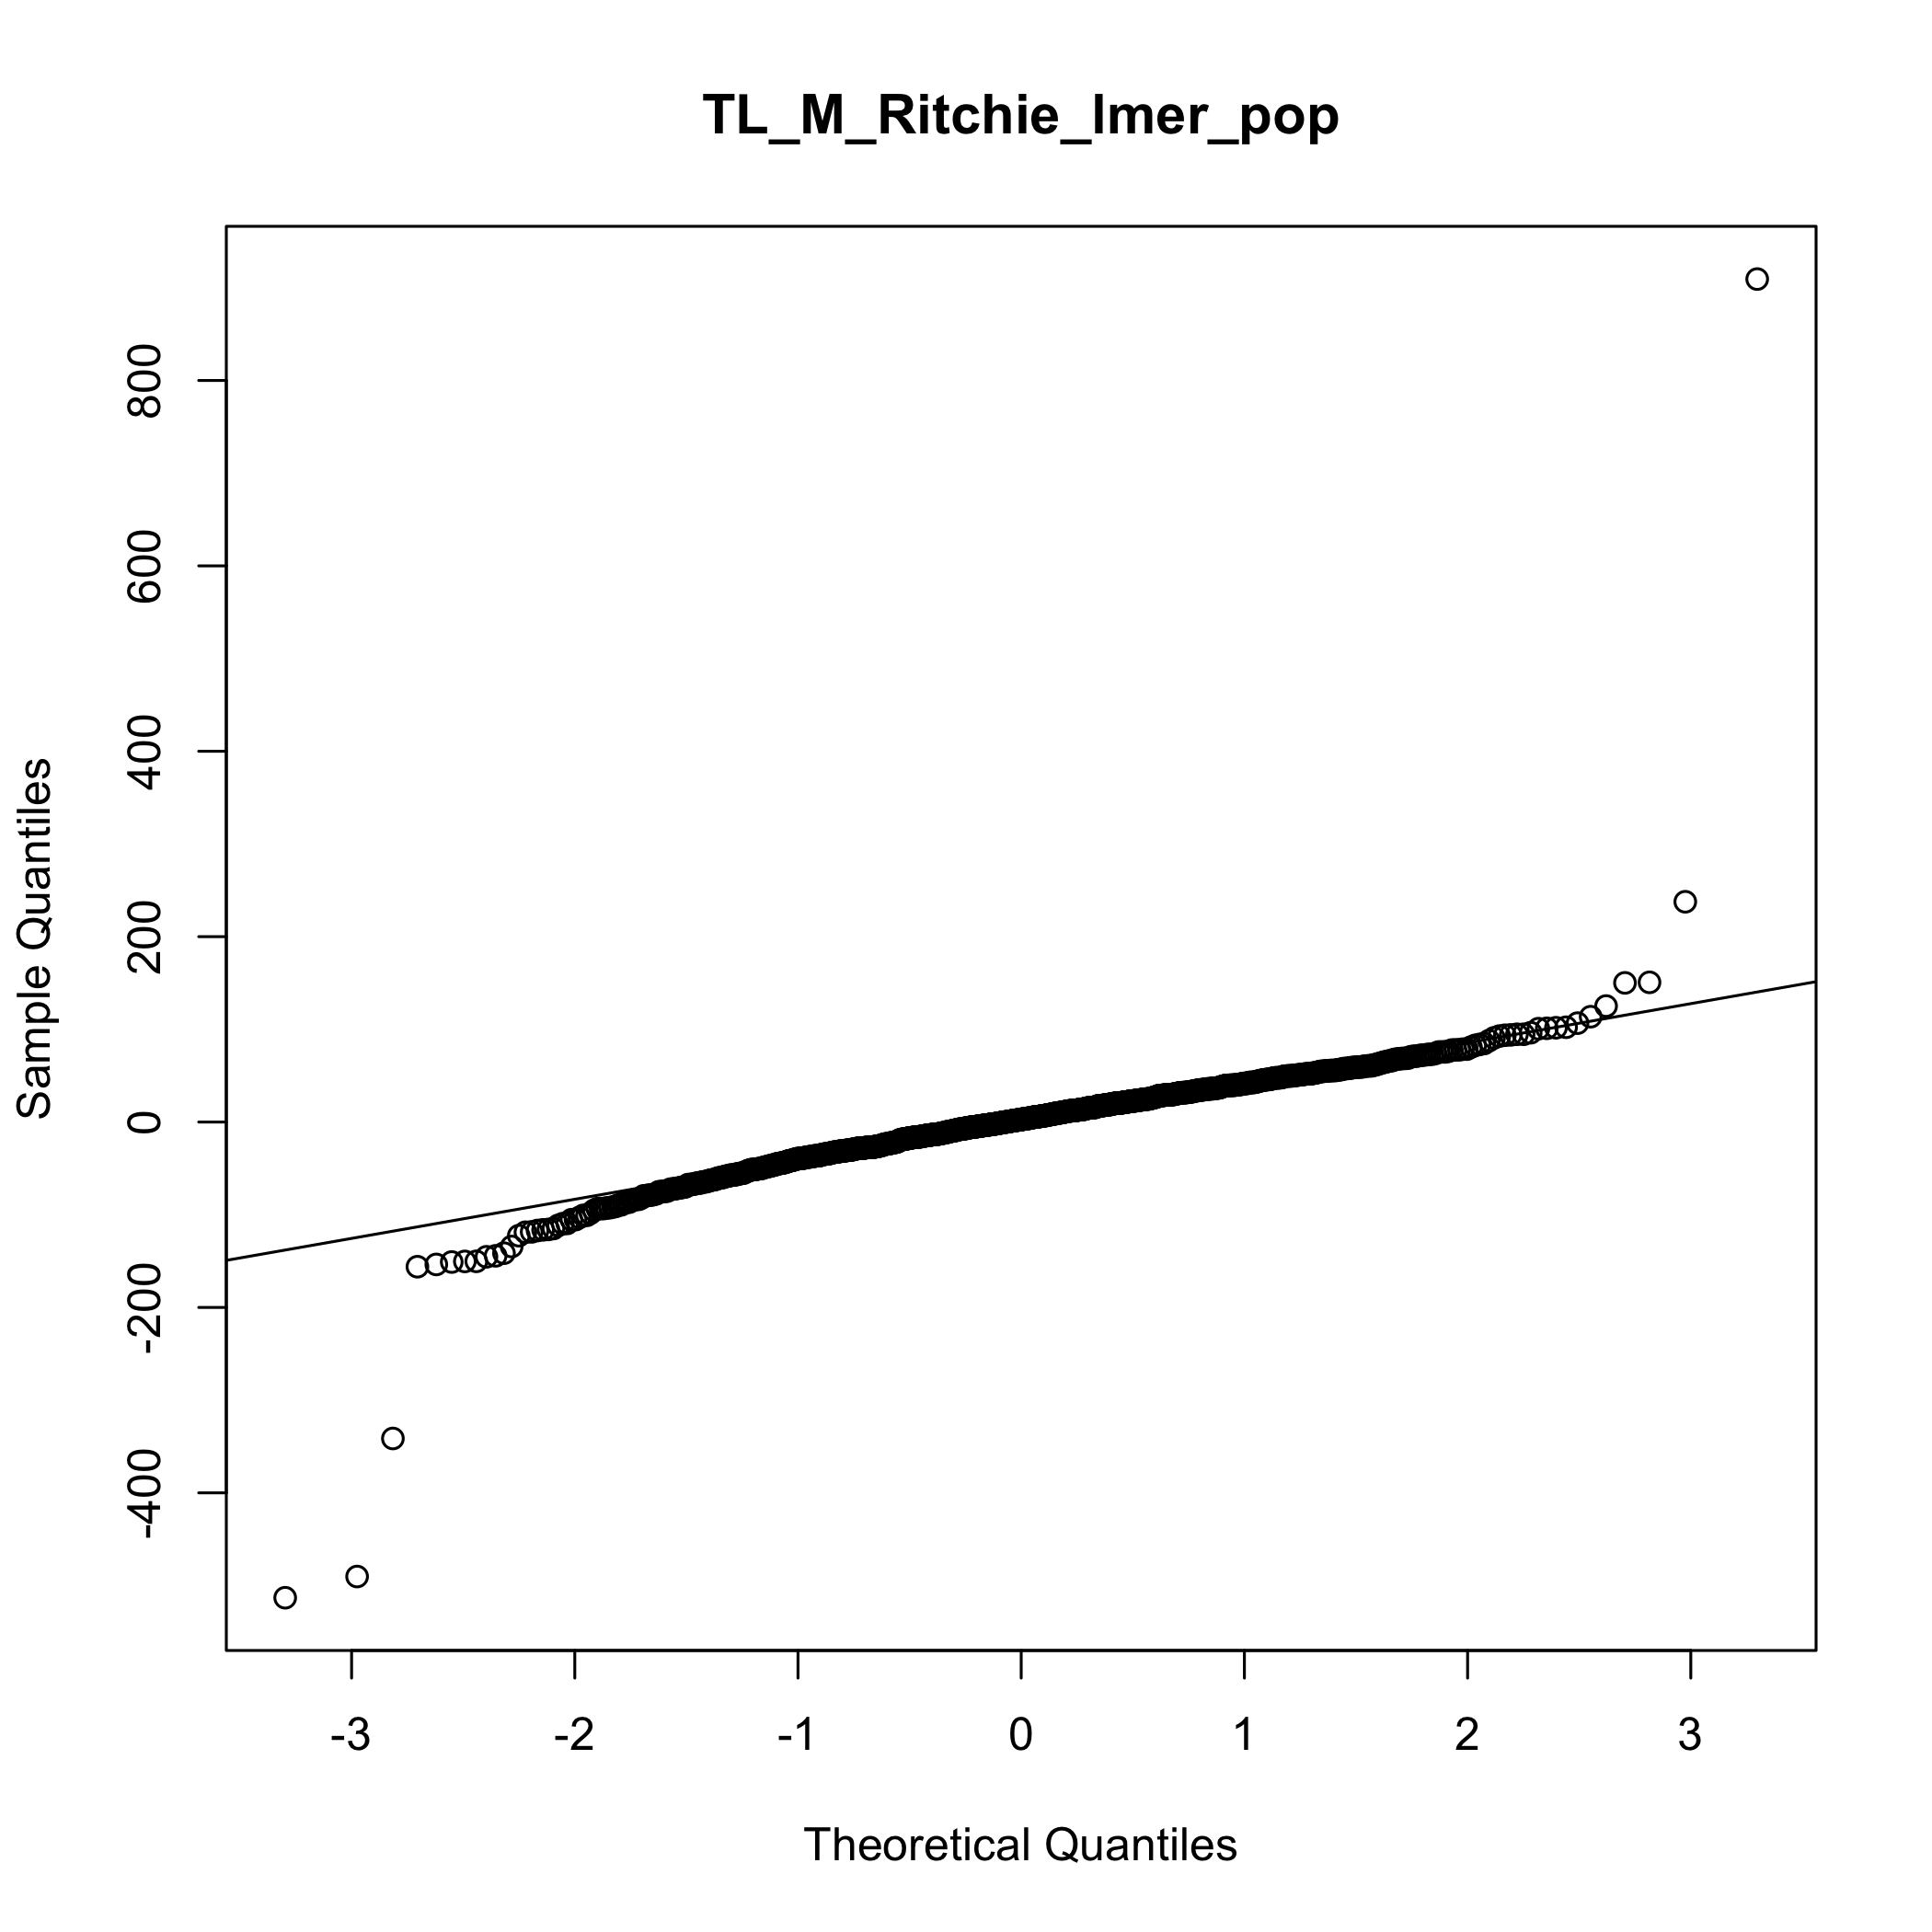 TL_M_Ritchie_lmer_pop
Sample Quantiles
800
600
400
200
0
-200
-400
-3 -2 -1 0 1 2 3
Theoretical Quantiles